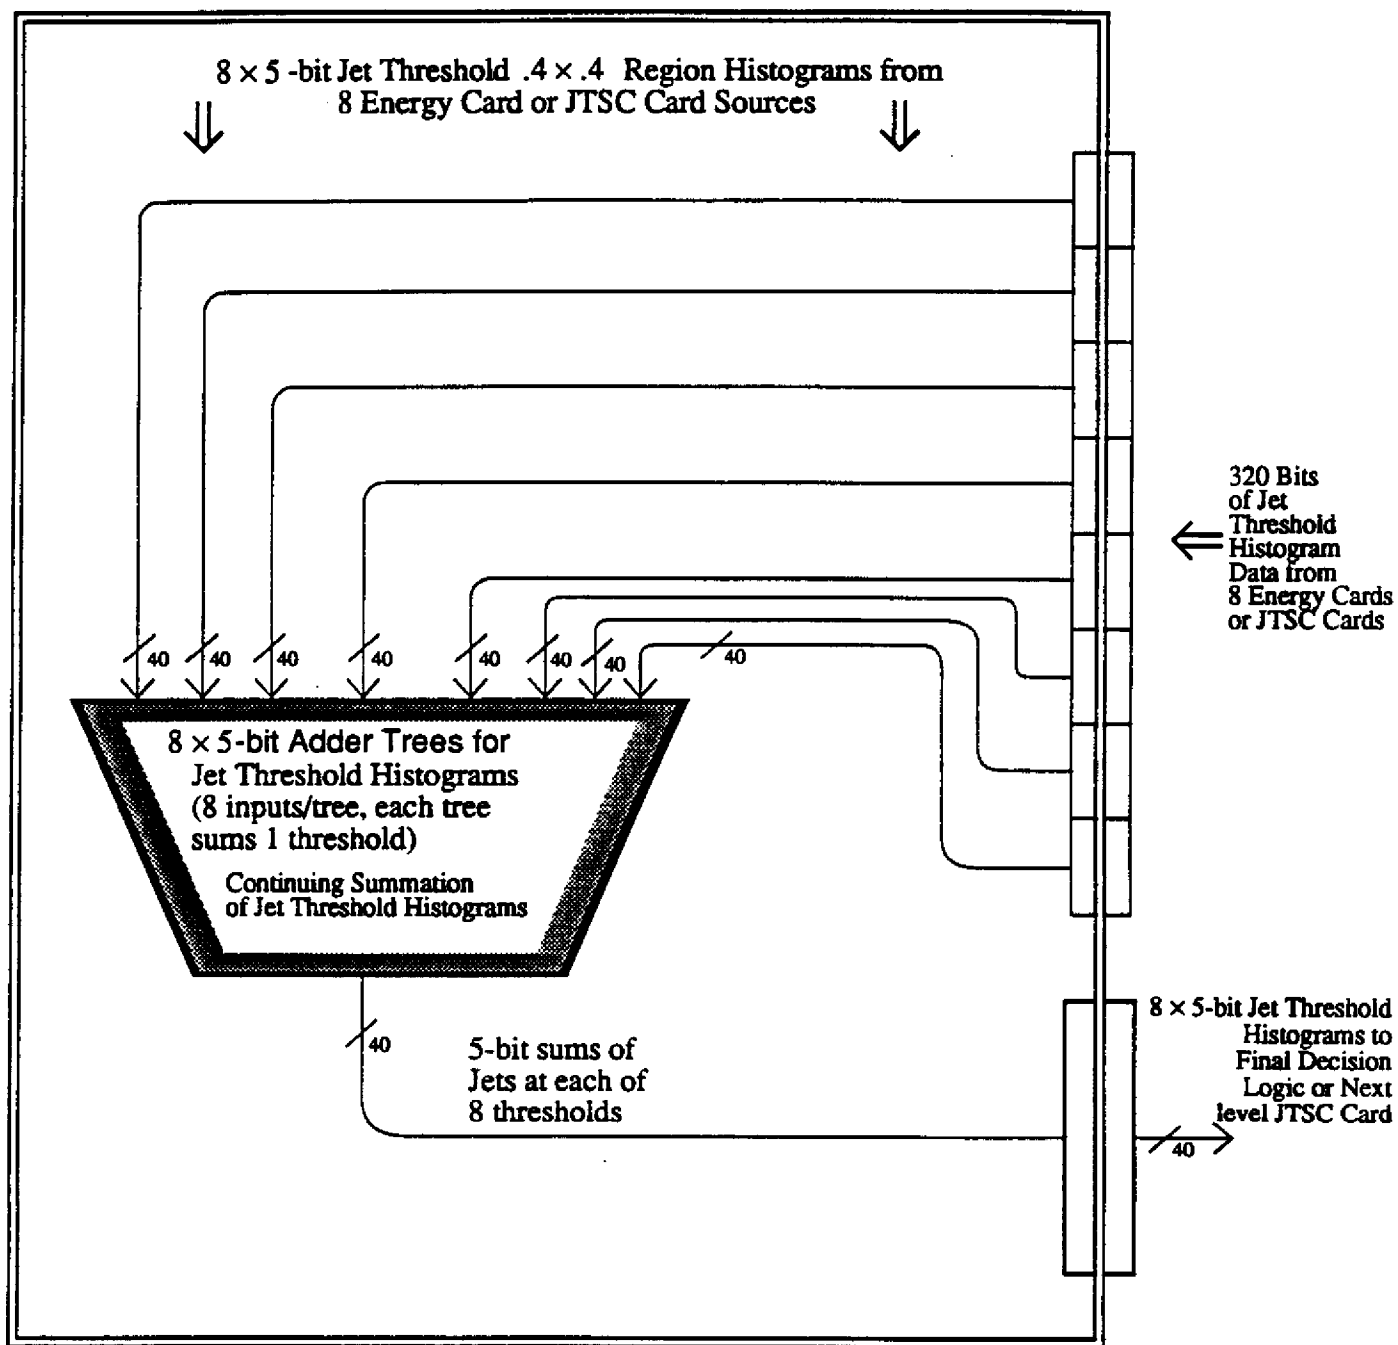 8 × 5 -bit Jet Threshold .4 × .4 Region Histograms from
8 Energy Card or JTSC Card Sources
320 Bits
of Jet
Threshold
Histogram
Data from
8 Energy Cards
or JTSC Cards
40
40
40
40
40
40
40
40
8 × 5-bit Adder Trees for
Jet Threshold Histograms
(8 inputs/tree, each tree
sums 1 threshold)
Continuing Summation
of Jet Threshold Histograms
40
5-bit sums of
Jets at each of
8 thresholds
8 × 5-bit Jet Threshold
Histograms to
Final Decision
Logic or Next
level JTSC Card
40